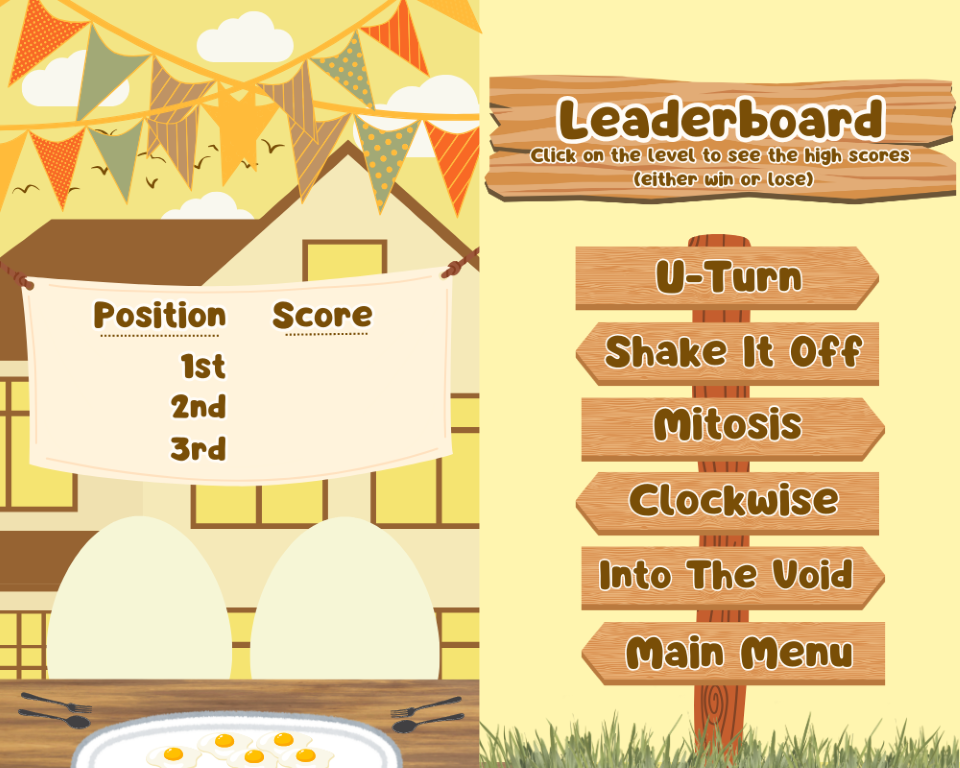 Position Score
1st
2nd
3rd
Leaderboard
Click on the level to see the high scores
(either win or lose)
U-Turn
Shake It Off
Mitosis
Clockwise
Into The Void
Main Menu